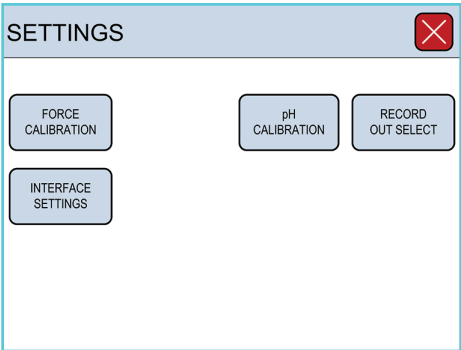 SETTINGS
FORCE
CALIBRATION
pH
CALIBRATION
RECORD
OUT SELECT
INTERFACE
SETTINGS